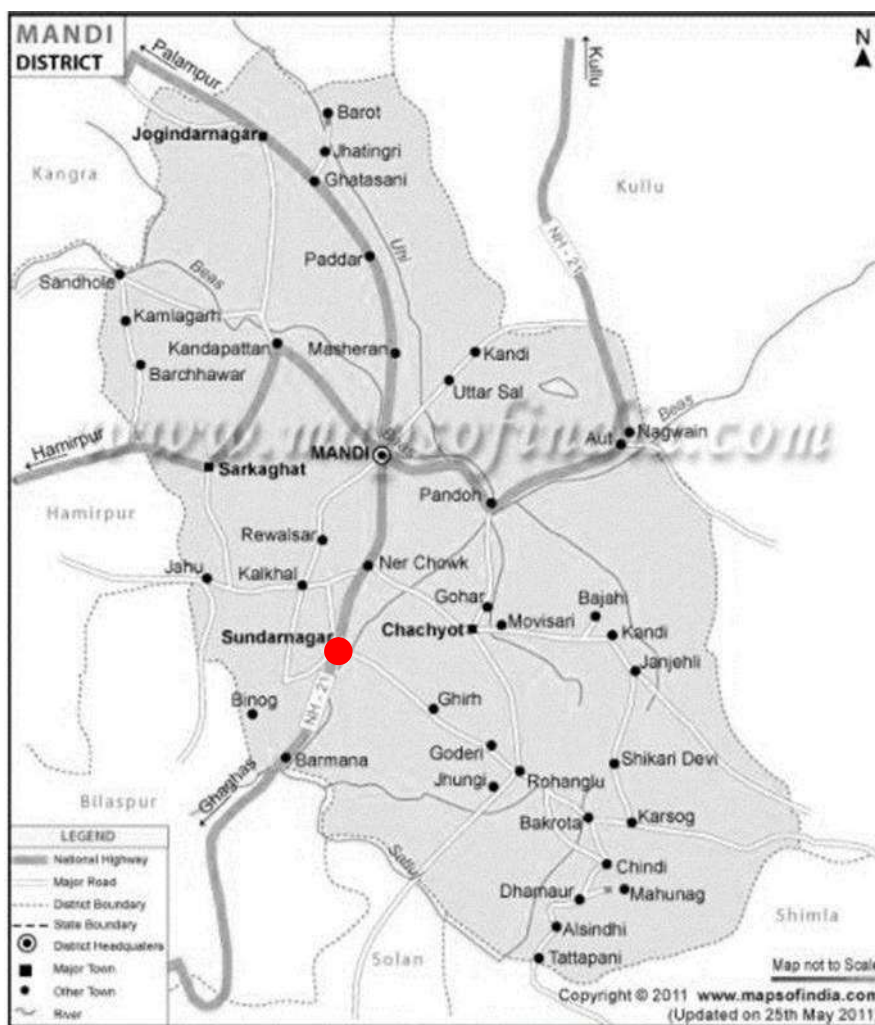 MANDI
DISTRICT
N
Palampur
Kullu
Barot
Jogindarnagar
Jhatingri
Ghatasani
Kangra
Kullu
Uhl
Paddar
NH - 21
Sandhole
Beas
Kamlagarh
Kandapattan
Masheran
Kandi
Barchhawar
Uttar Sal
www.mapsofindia.com
Beas
Hamirpur
Beas
Aut
Nagwain
MANDI
Sarkaghat
Pandoh
Hamirpur
Rewalsar
Jahu
Kalkhal
Ner Chowk
Gohar
Bajahi
Sundarnagar
Chachyot
Movisari
Kandi
Janjehli
Binog
NH - 21
Ghirh
Goderi
Barmana
Shikari Devi
Ghaghas
Jhungi
Rohanglu
Bilaspur
Bakrota
Karsog
LEGEND
National Highway
Major Road
District Boundary
State Boundary
District Headquaters
Major Town
Other Town
River
Satluj
Chindi
Dhamaur
Mahunag
Shimla
Alsindhi
Solan
Tattapani
Map not to Scale
Copyright © 2011 www.mapsofindia.com
(Updated on 25th May 2011)